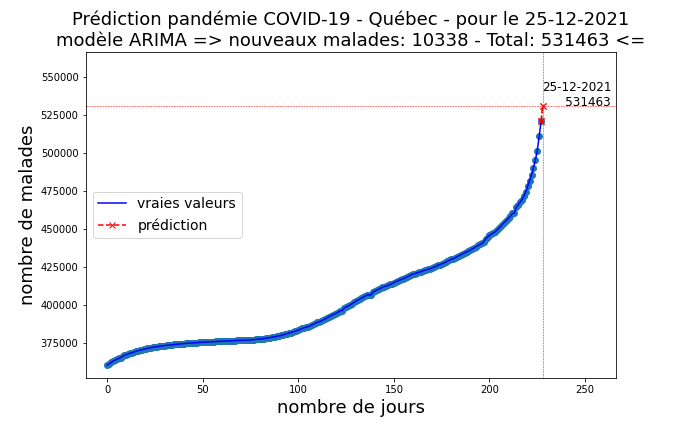 Prédiction pandémie COVID-19 - Québec - pour le 25-12-2021
modèle ARIMA => nouveaux malades: 10338 - Total: 531463 <=
nombre de malades
550000
525000
500000
475000
450000
425000
400000
375000
25-12-2021
531463
vraies valeurs
prédiction
0
50
100
150
200
250
nombre de jours